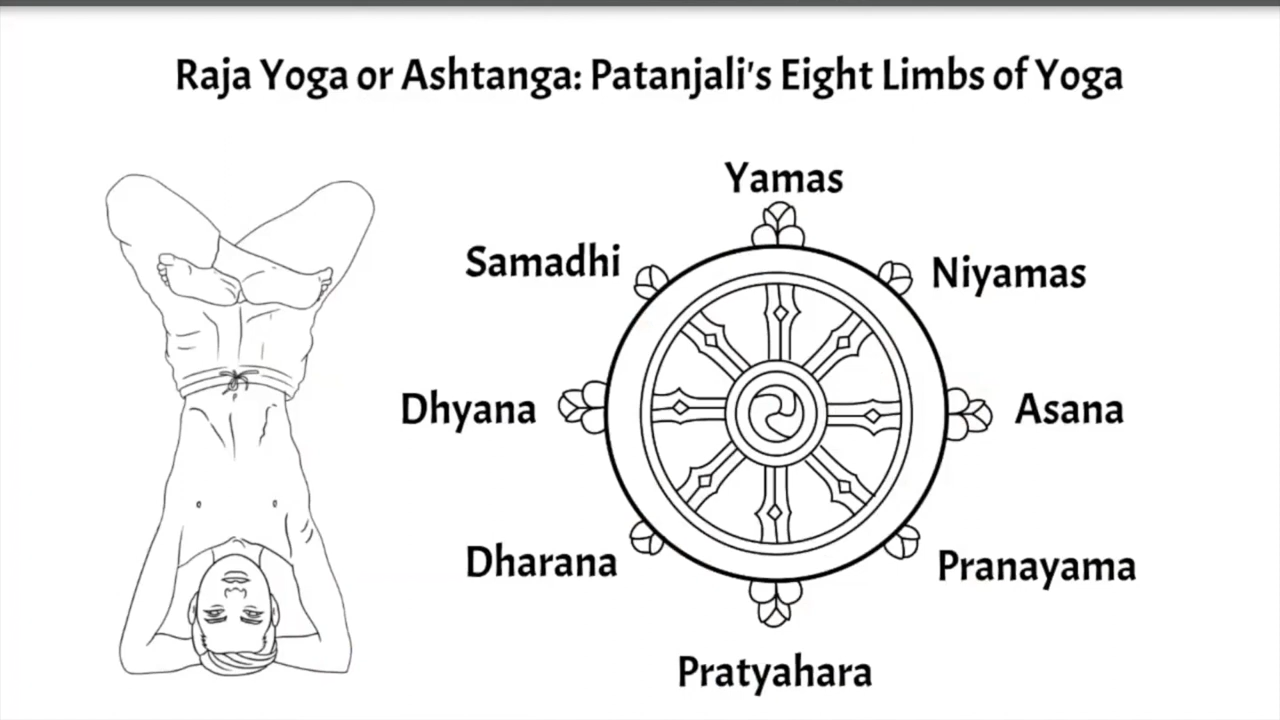 Raja Yoga or Ashtanga: Patanjali's Eight Limbs of Yoga
Yamas
Samadhi
Niyamas
Dhyana
Asana
Dharana
Pranayama
Pratyahara